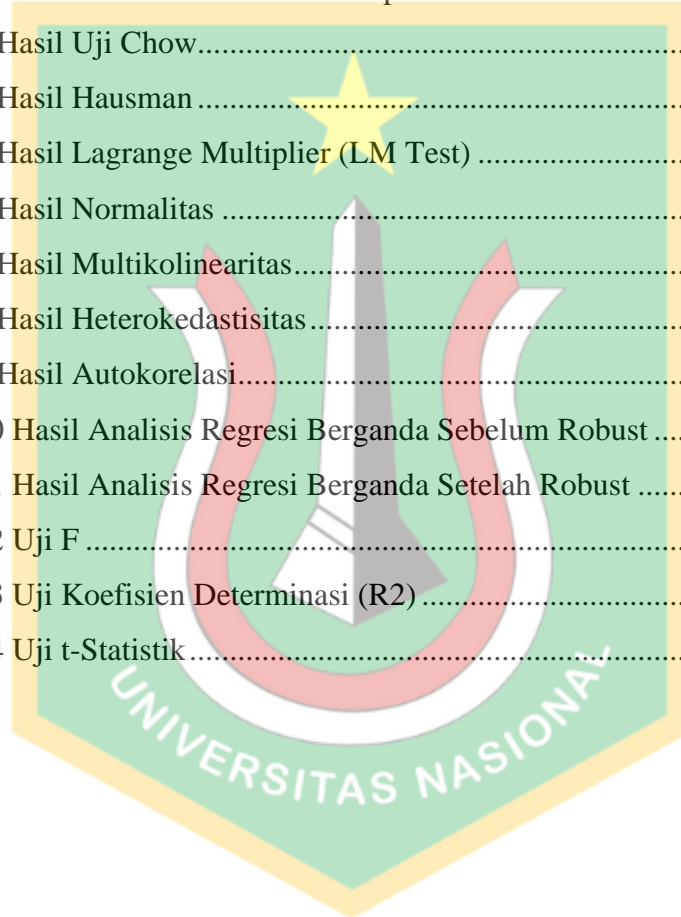 Hasil Uji Chow..........................................................
Hasil Hausman..........................................................
Hasil Lagrange Multiplier (LM Test)..........................
Hasil Normalitas.......................................................
Hasil Multikolinearitas..............................................
Hasil Heterokedastisitas...........................................
Hasil Autokorelasi.....................................................
Hasil Analisis Regresi Berganda Sebelum Robust....
Hasil Analisis Regresi Berganda Setelah Robust......
2 Uji F........................................................................
Uji Koefisien Determinasi (R2)................................
Uji t-Statistik............................................................
UNIVERSITAS NASIONAL